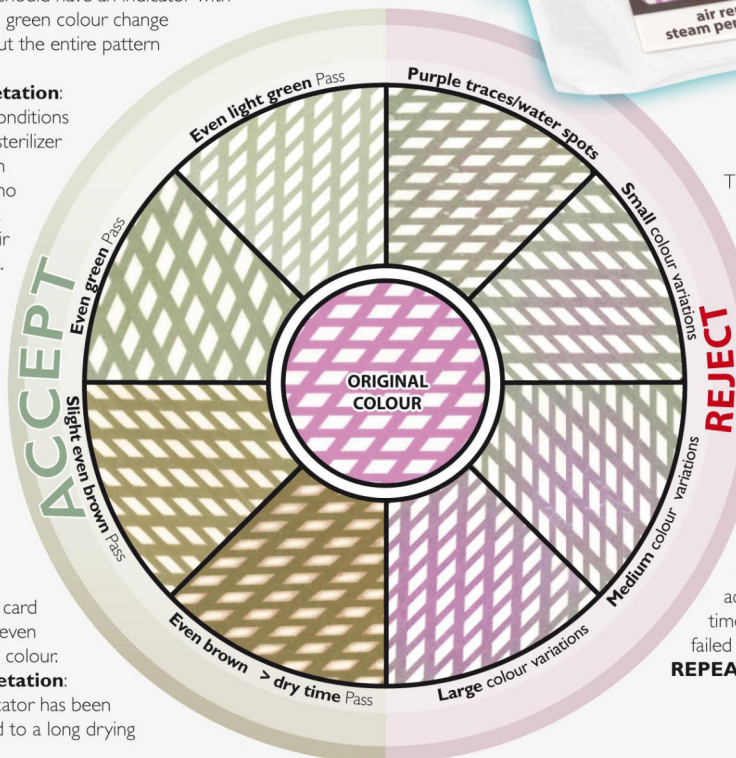 should have an indicator with
green colour change
ut the entire pattern
etation:
onditions
sterilizer
no
ir
ACCEPT
Even light green Pass
Even green Pass
Slight even brown Pass
Even brown > dry time Pass
ORIGINAL
COLOUR
Purple traces/water spots
Small colour variations
Medium colour variations
Large colour variations
REJECT
steam pe
air re
T
card
even
colour.
etation:
cator has been
d to a long drying
ac
time
failed
REPEA